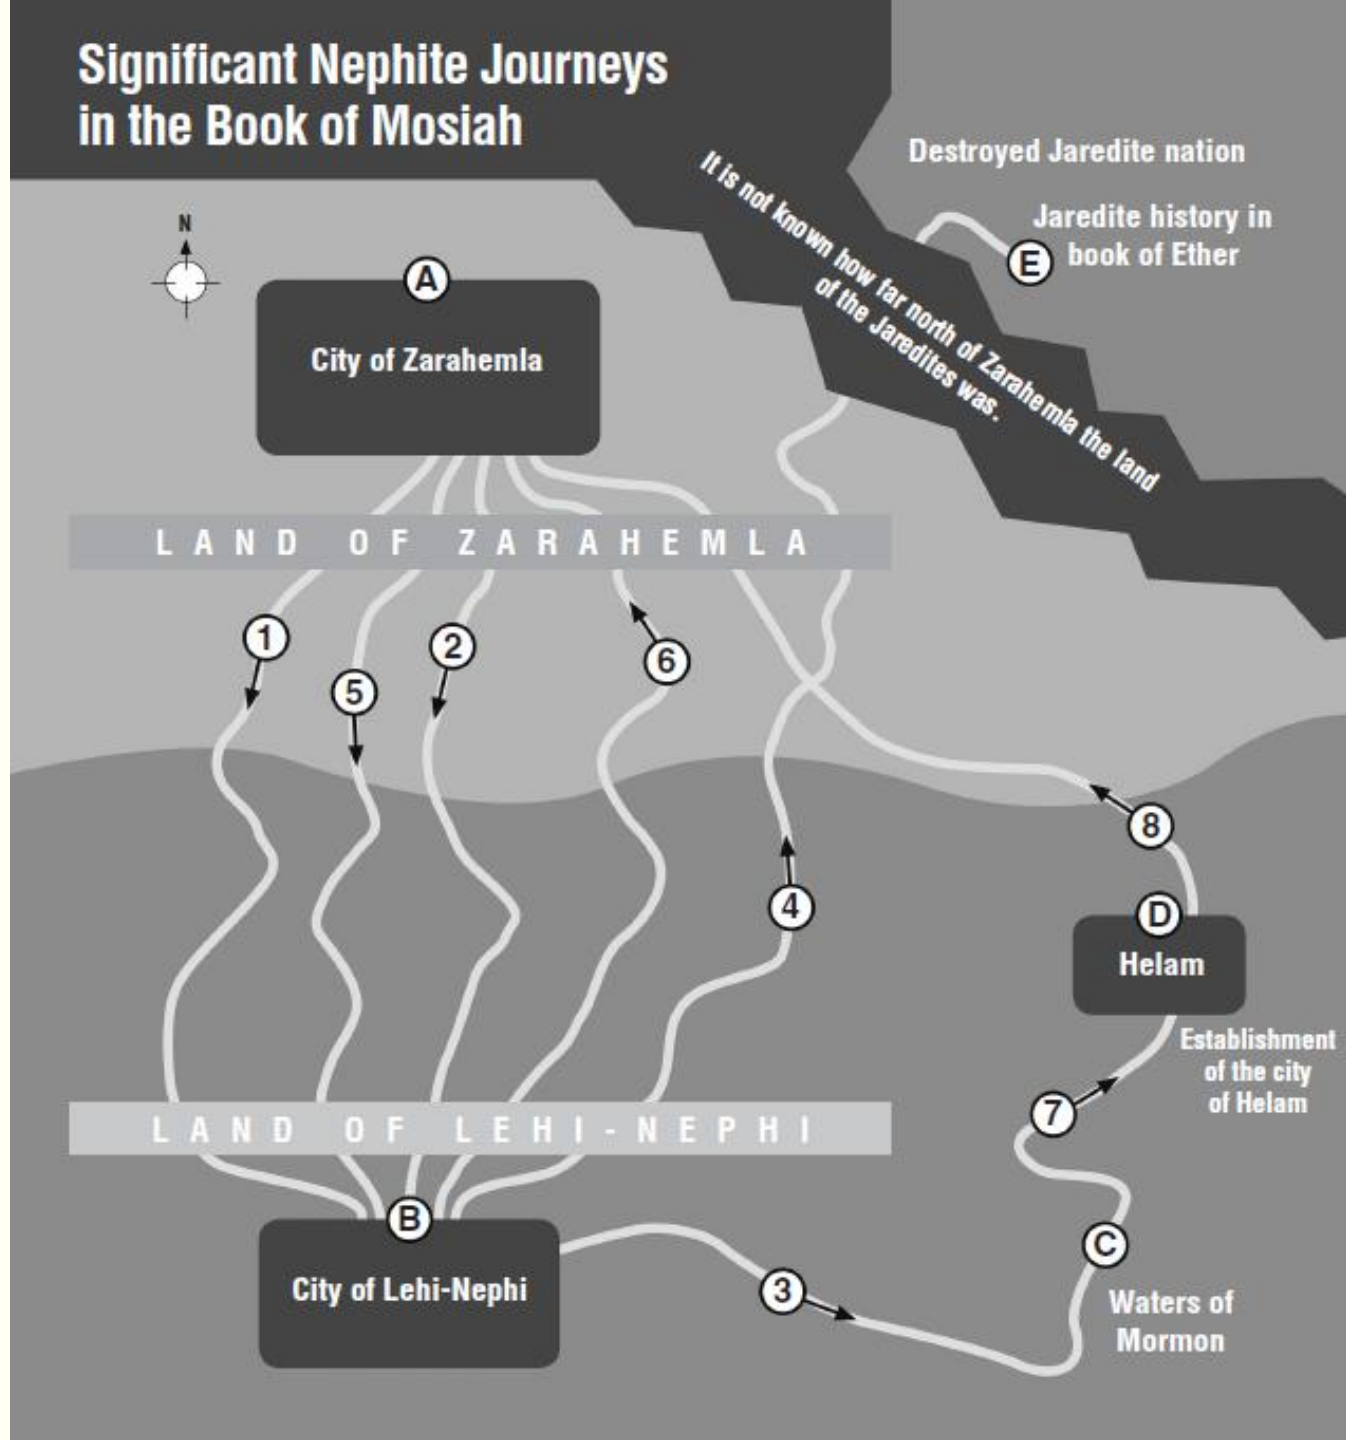 Significant Nephite Journeys
in the Book of Mosiah
Destroyed Jaredite nation
It is not known how far north of Zarahemla the land
of the Jaredites was.
Jaredite history in
book of Ether
E
N
A
City of Zarahemla
LAND OF ZARAHEMLA
1
5
2
6
4
8
D
Helam
Establishment
of the city
of Helam
7
LAND OF LEHI-NEPHI
B
City of Lehi-Nephi
3
C
Waters of
Mormon